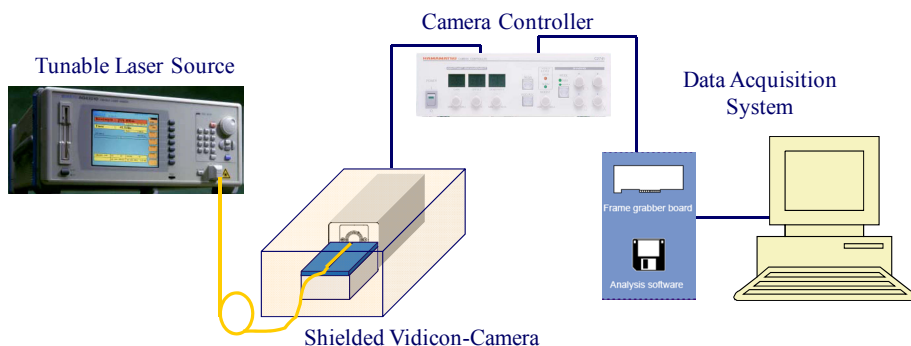 Camera Controller
Tunable Laser Source
Data Acquisition
System
Frame grabber board
Analysis software
Shielded Vidicon-Camera